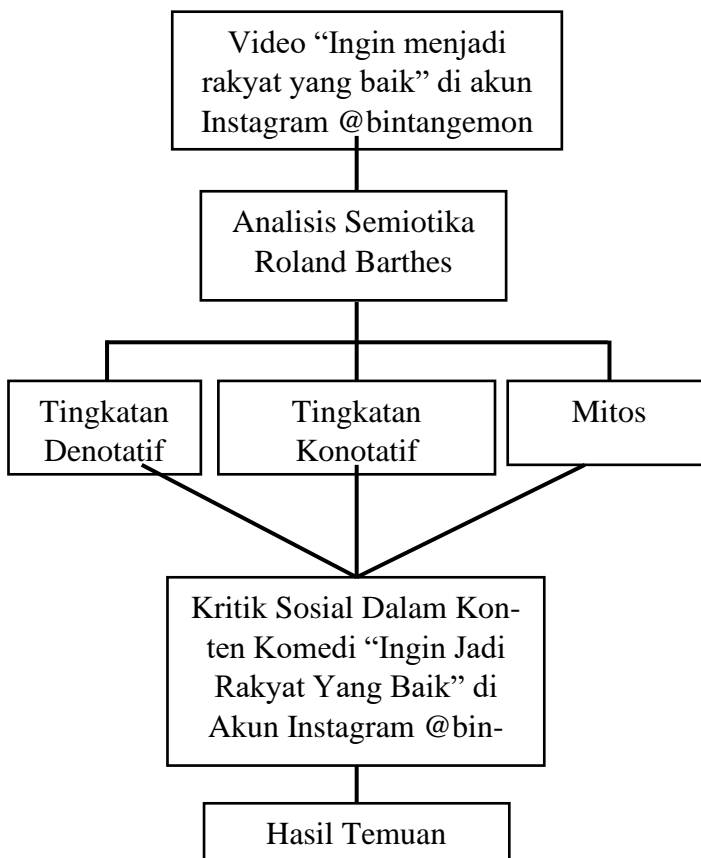 Video “Ingin menjadi
rakyat yang baik” di akun
Instagram @bintangemon
Analisis Semiotika
Roland Barthes
Tingkatan
Denotatif
Tingkatan
Konotatif
Mitos
Kritik Sosial Dalam Kon-
ten Komedi “Ingin Jadi
Rakyat Yang Baik” di
Akun Instagram @bin-
Hasil Temuan